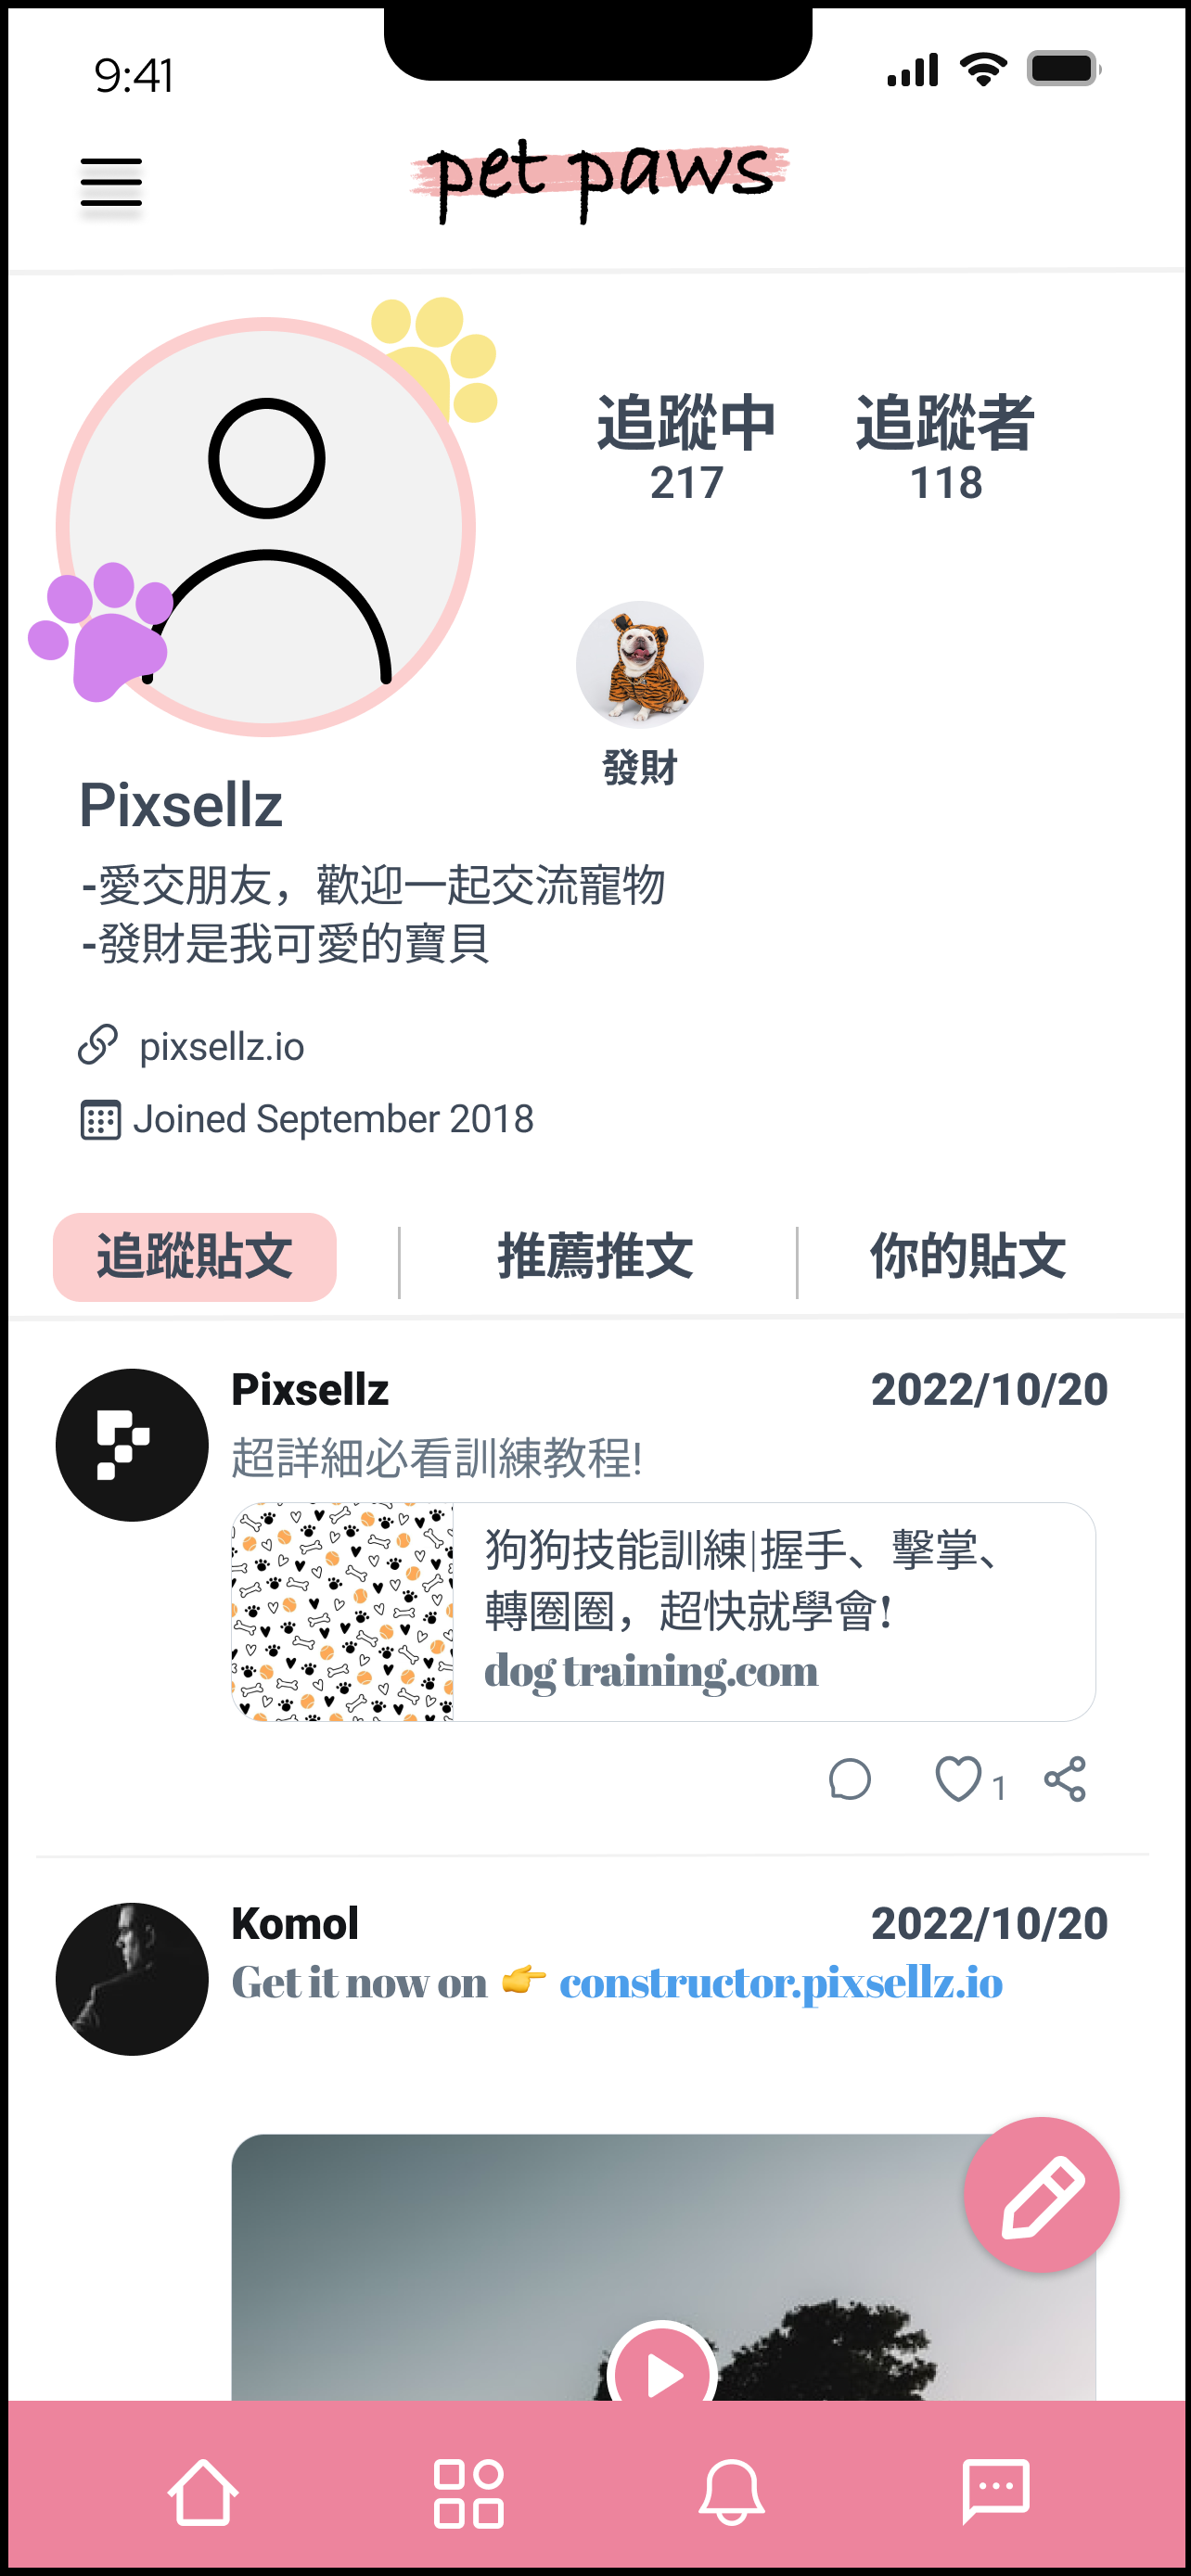 9:41
pet paws
追蹤中 追蹤者
217 118
發財
Pixsellz
-愛交朋友，歡迎一起交流寵物
-發財是我可愛的寶貝
pixsellz.io
Joined September 2018
追蹤貼文 推薦推文 你的貼文
Pixsellz 2022/10/20
超詳細必看訓練教程!
狗狗技能訓練|握手、擊掌、
轉圈圈，超快就學會!
dog training.com
1
Komol 2022/10/20
Get it now on 👉 constructor.pixsellz.io